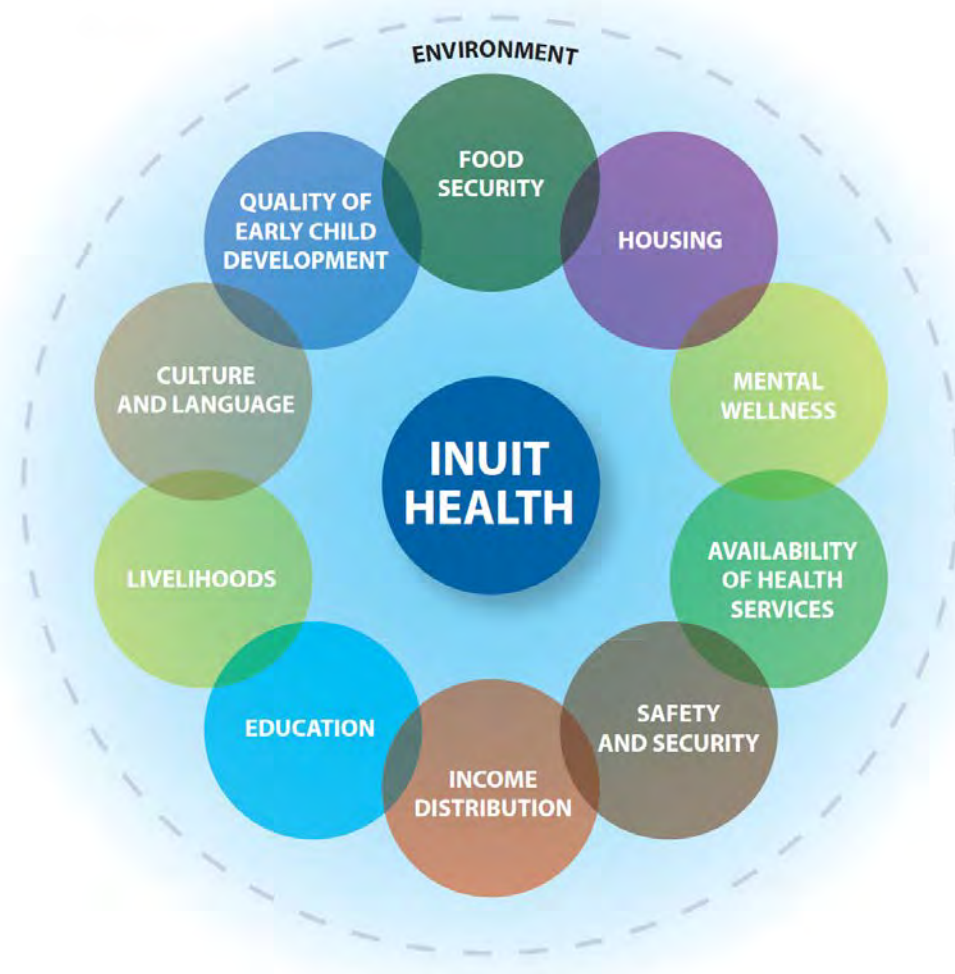 ENVIRONMENT
FOOD
SECURITY
HOUSING
MENTAL
WELLNESS
AVAILABILITY
OF HEALTH
SERVICES
SAFETY
AND SECURITY
INCOME
DISTRIBUTION
EDUCATION
LIVELIHOODS
CULTURE
AND LANGUAGE
QUALITY OF
EARLY CHILD
DEVELOPMENT
INUIT
HEALTH